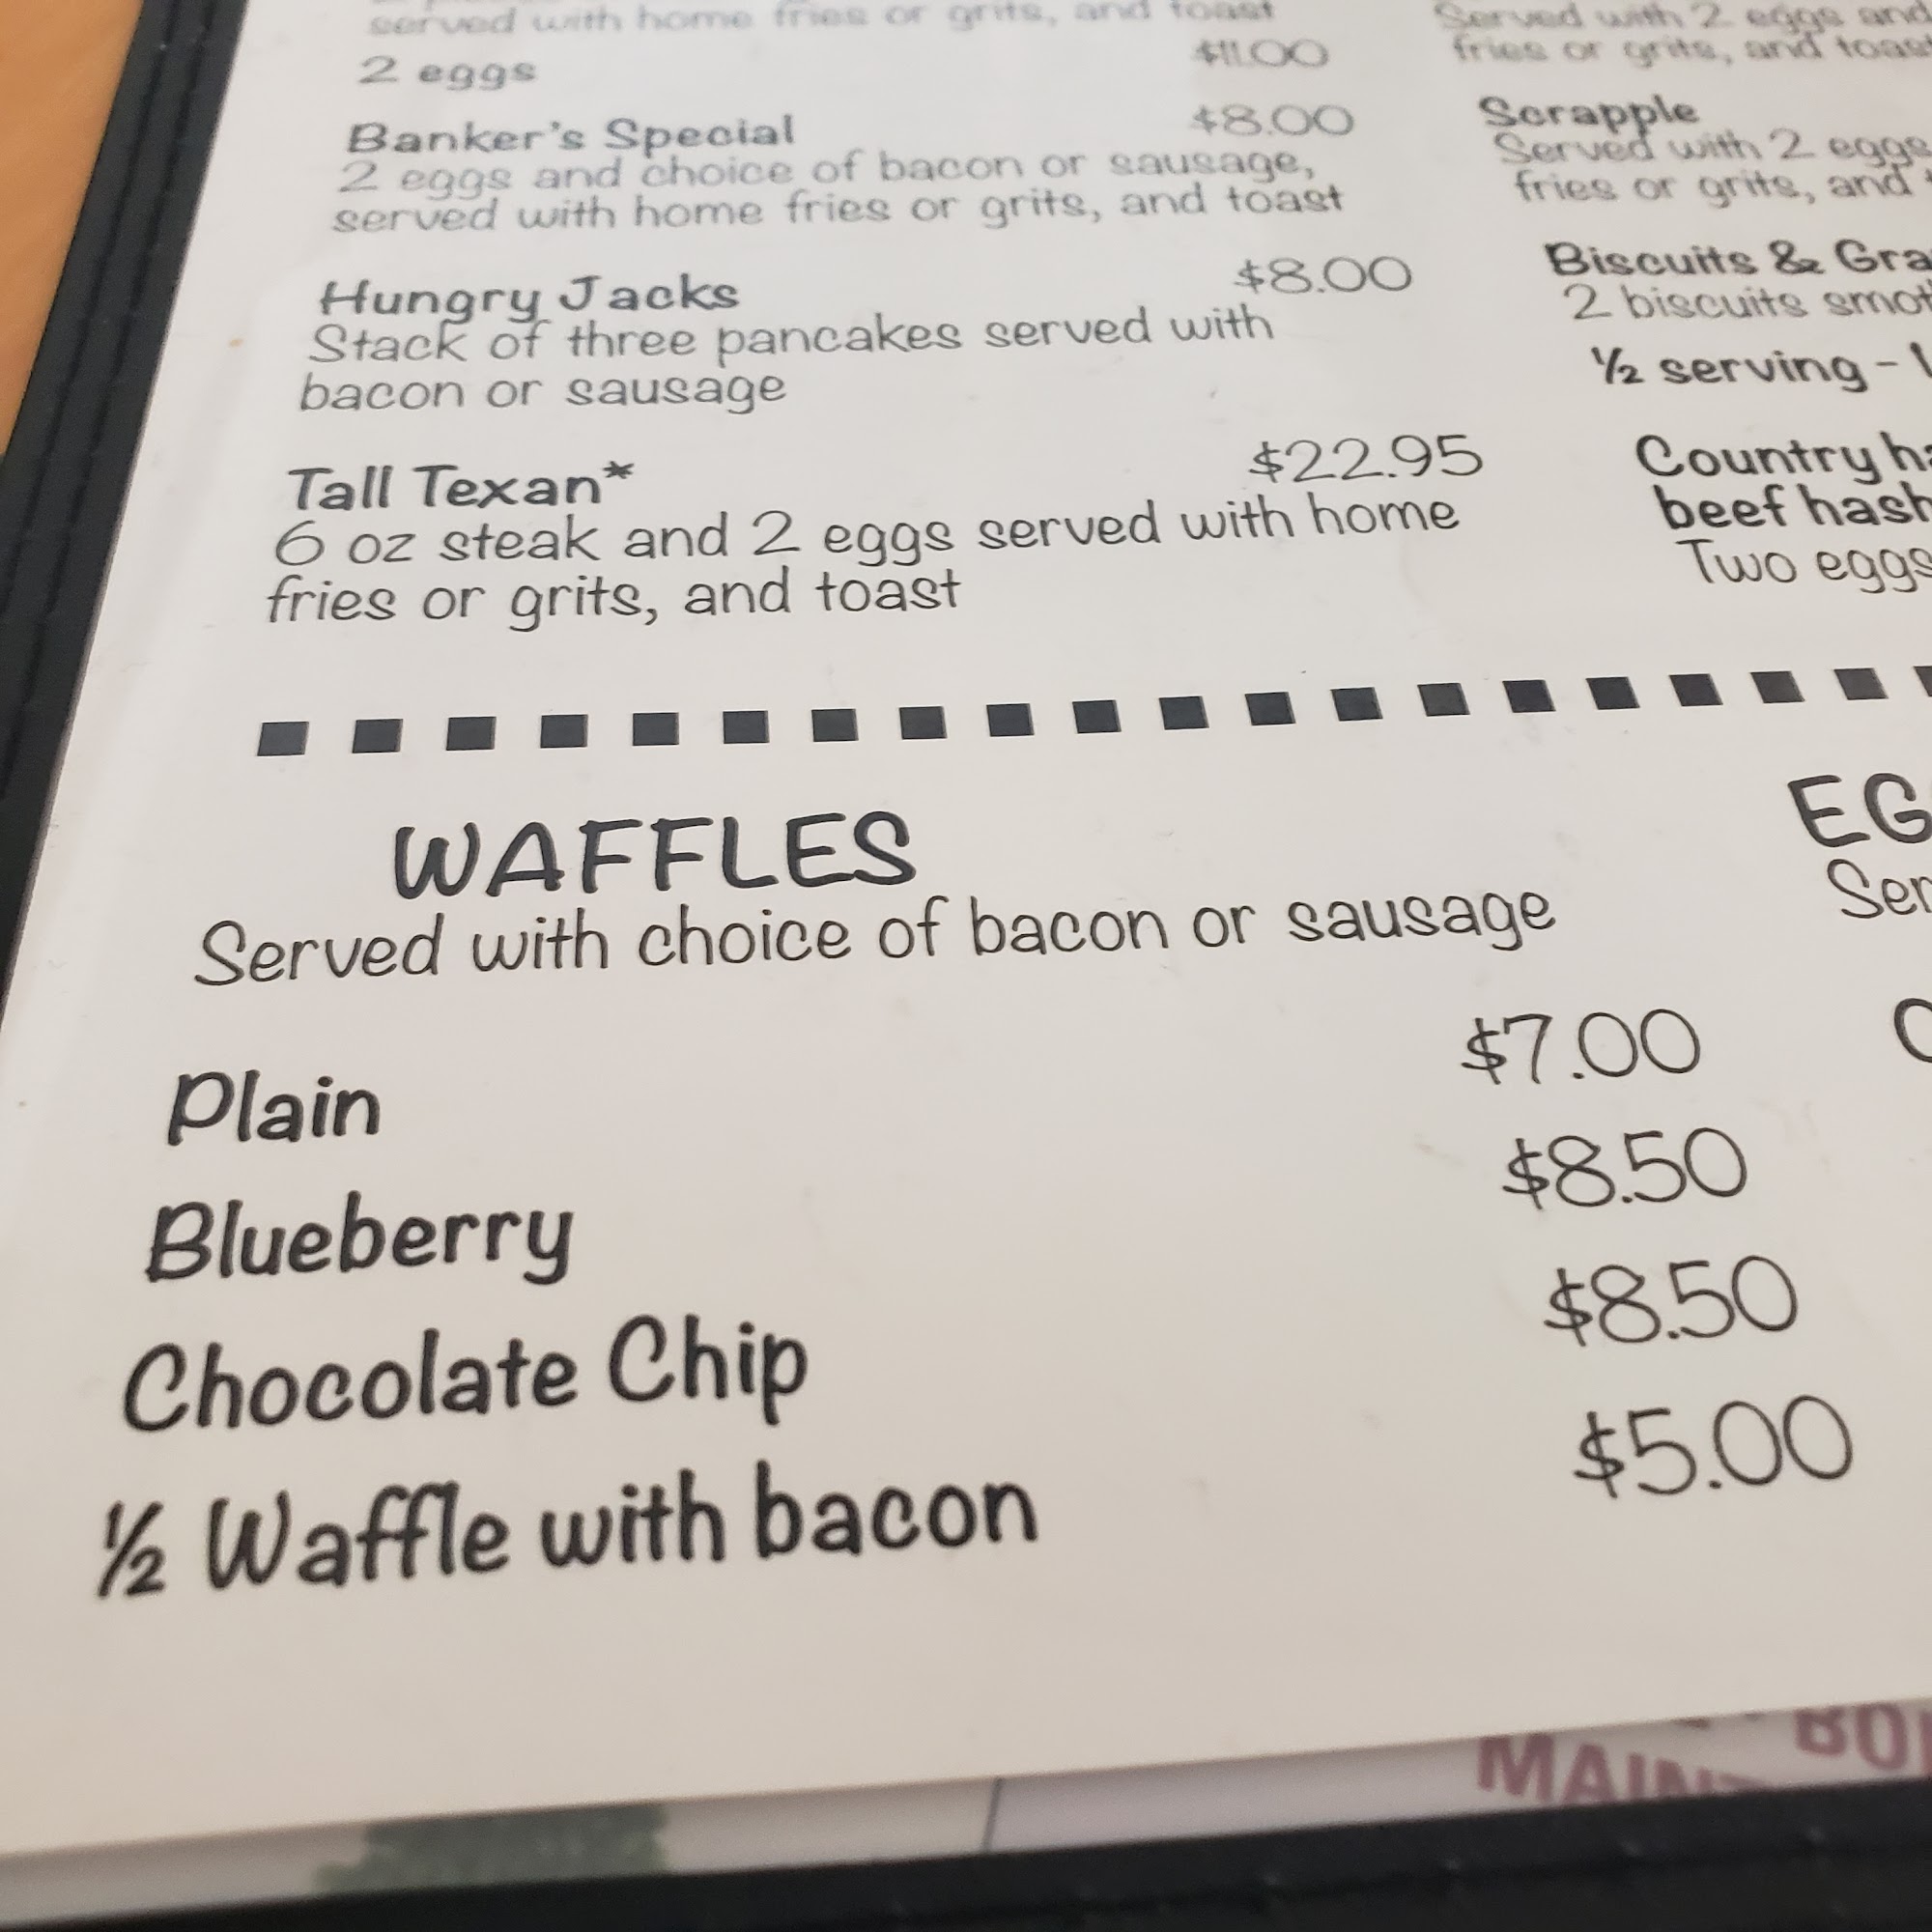 served with home fries or grits, and toast
2 eggs $11.00
Banker's Special $8.00
2 eggs and choice of bacon or sausage,
served with home fries or grits, and toast
Hungry Jacks $8.00
Stack of three pancakes served with
bacon or sausage
Tall Texan* $22.95
6 oz steak and 2 eggs served with home
fries or grits, and toast
Served with 2 eggs and
fries or grits, and toast
Scrapple
Served with 2 eggs
fries or grits, and
Biscuits &
2 biscuits
1/2 serving -
Country
beef hash
Two eggs
WAFFLES
Served with choice of bacon or sausage
Plain $7.00
Blueberry $8.50
Chocolate Chip $8.50
½ Waffle with bacon $5.00